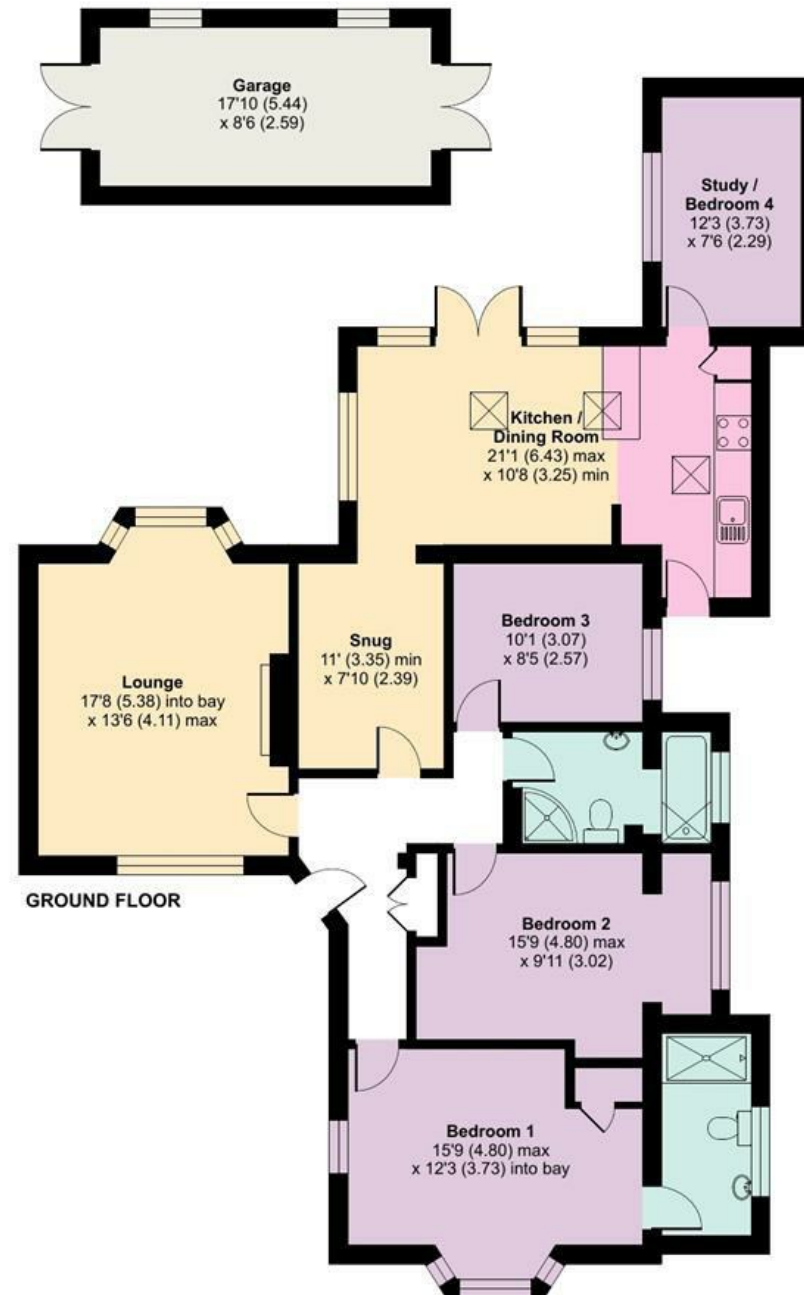 Garage
17'10 (5.44)
x 8'6 (2.59)
Study /
Bedroom 4
12'3 (3.73)
x 7'6 (2.29)
Kitchen /
Dining Room
21'1 (6.43) max
x 10'8 (3.25) min
Bedroom 3
10'1 (3.07)
x 8'5 (2.57)
Snug
11' (3.35) min
x 7'10 (2.39)
Lounge
17'8 (5.38) into bay
x 13'6 (4.11) max
GROUND FLOOR
Bedroom 2
15'9 (4.80) max
x 9'11 (3.02)
Bedroom 1
15'9 (4.80) max
x 12'3 (3.73) into bay